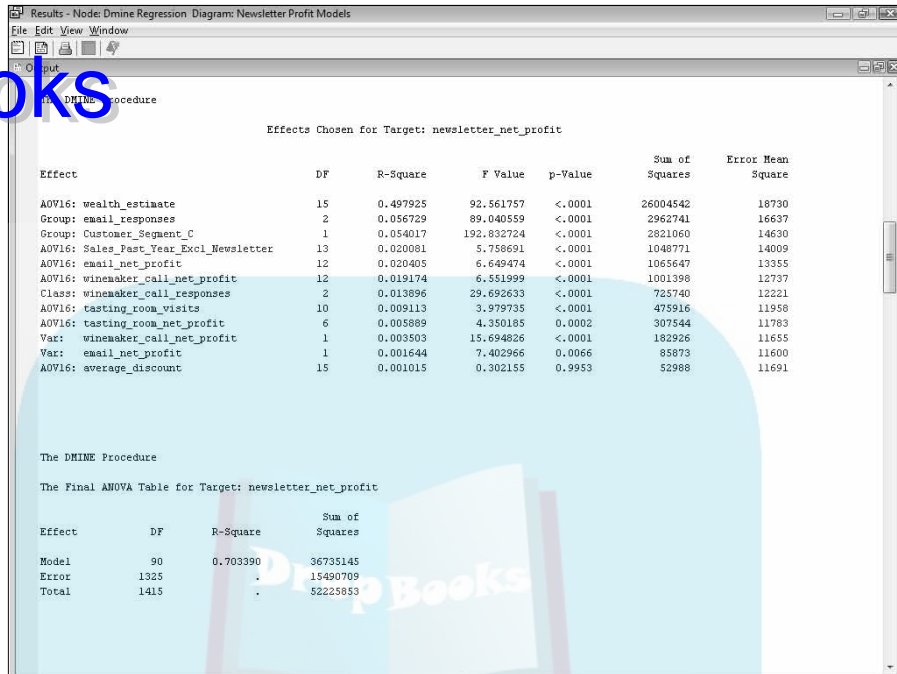 Results - Node: Dmine Regression Diagram: Newsletter Profit Models
File Edit View Window
Output
ooks
The DMINE Procedure
Effects Chosen for Target: newsletter_net_profit
Sum of Error Mean
Effect DF R-Square F Value p-Value Squares Square
AOV16: wealth_estimate 15 0.497925 92.561757 <.0001 26004542 18730
Group: email_responses 2 0.056729 89.040559 <.0001 2962741 16637
Group: Customer_Segment_C 1 0.054017 192.832724 <.0001 2821060 14630
AOV16: Sales_Past_Year_Excl_Newsletter 13 0.020081 5.758691 <.0001 1048771 14009
AOV16: email_net_profit 12 0.020405 6.649474 <.0001 1065647 13355
AOV16: winemaker_call_net_profit 12 0.019174 6.551999 <.0001 1001398 12737
Class: winemaker_call_responses 2 0.013896 29.692633 <.0001 725740 12221
AOV16: tasting_room_visits 10 0.009113 3.979735 <.0001 475916 11958
AOV16: tasting_room_net_profit 6 0.005889 4.350185 0.0002 307544 11783
Var: winemaker_call_net_profit 1 0.003503 15.694826 <.0001 182926 11655
Var: email_net_profit 1 0.001644 7.402966 0.0066 85873 11600
AOV16: average_discount 15 0.001015 0.302155 0.9953 52988 11691
The DMINE Procedure
The Final ANOVA Table for Target: newsletter_net_profit
Sum of
Effect DF R-Square Squares
Model 90 0.703390 36735145
Error 1325 . 15490709
Total 1415 . 52225853
DropBooks